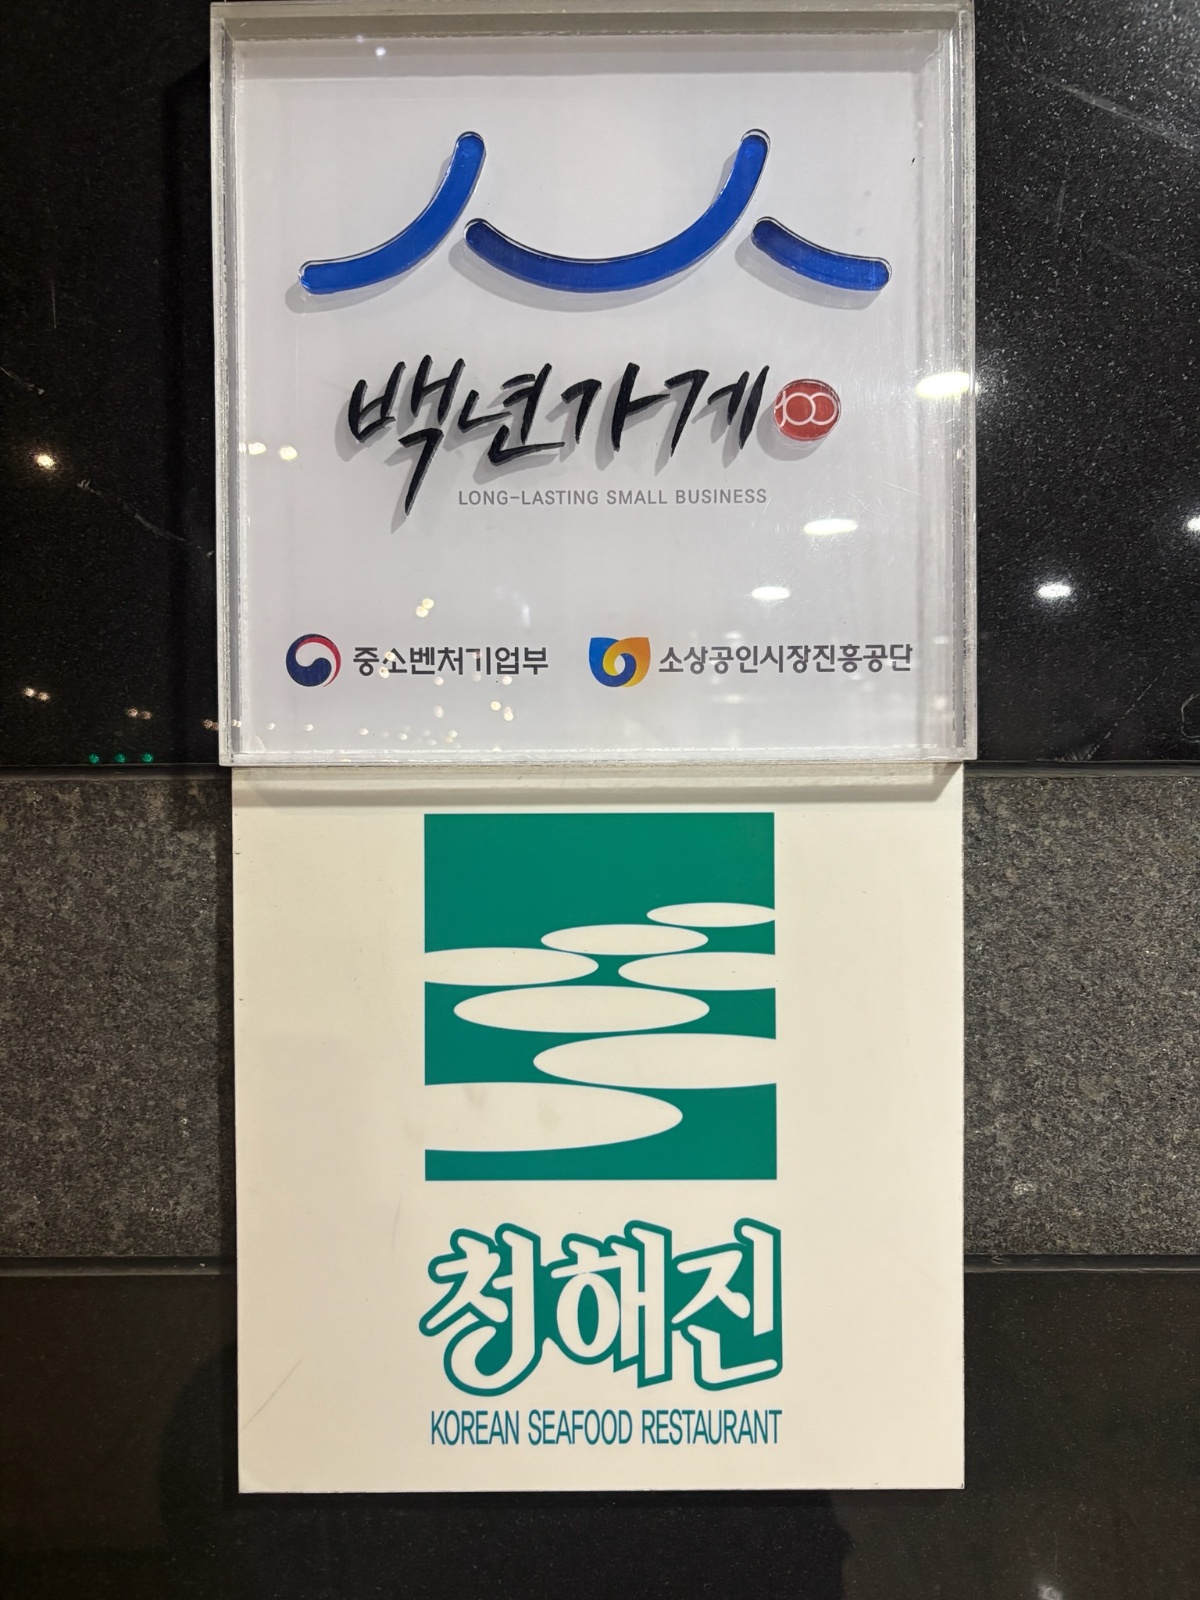 백년가게 100
LONG-LASTING SMALL BUSINESS
중소벤처기업부 소상공인시장진흥공단
청해진
KOREAN SEAFOOD RESTAURANT